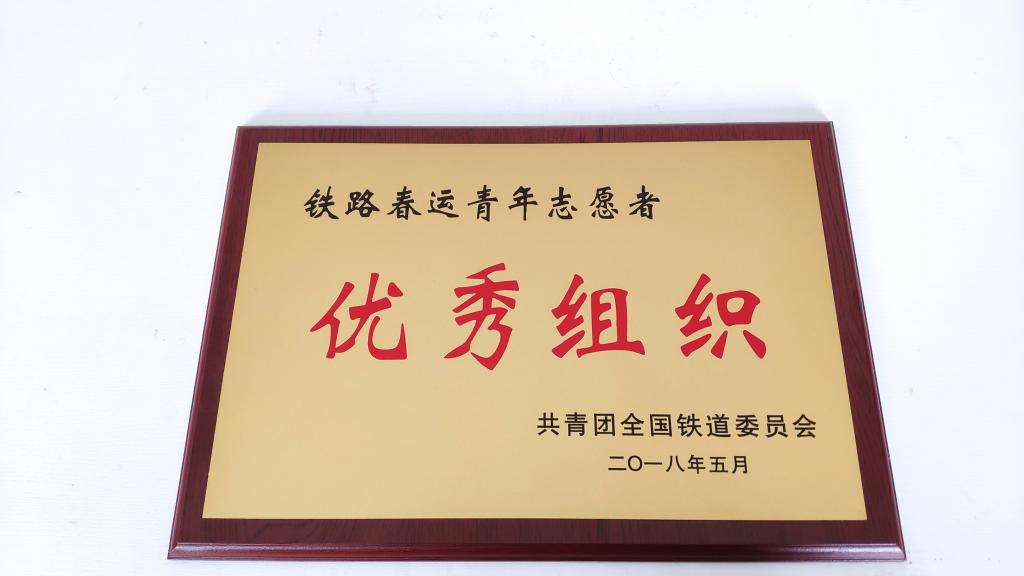 铁路春运青年志愿者
优秀组织
共青团全国铁道委员会
二〇一八年五月